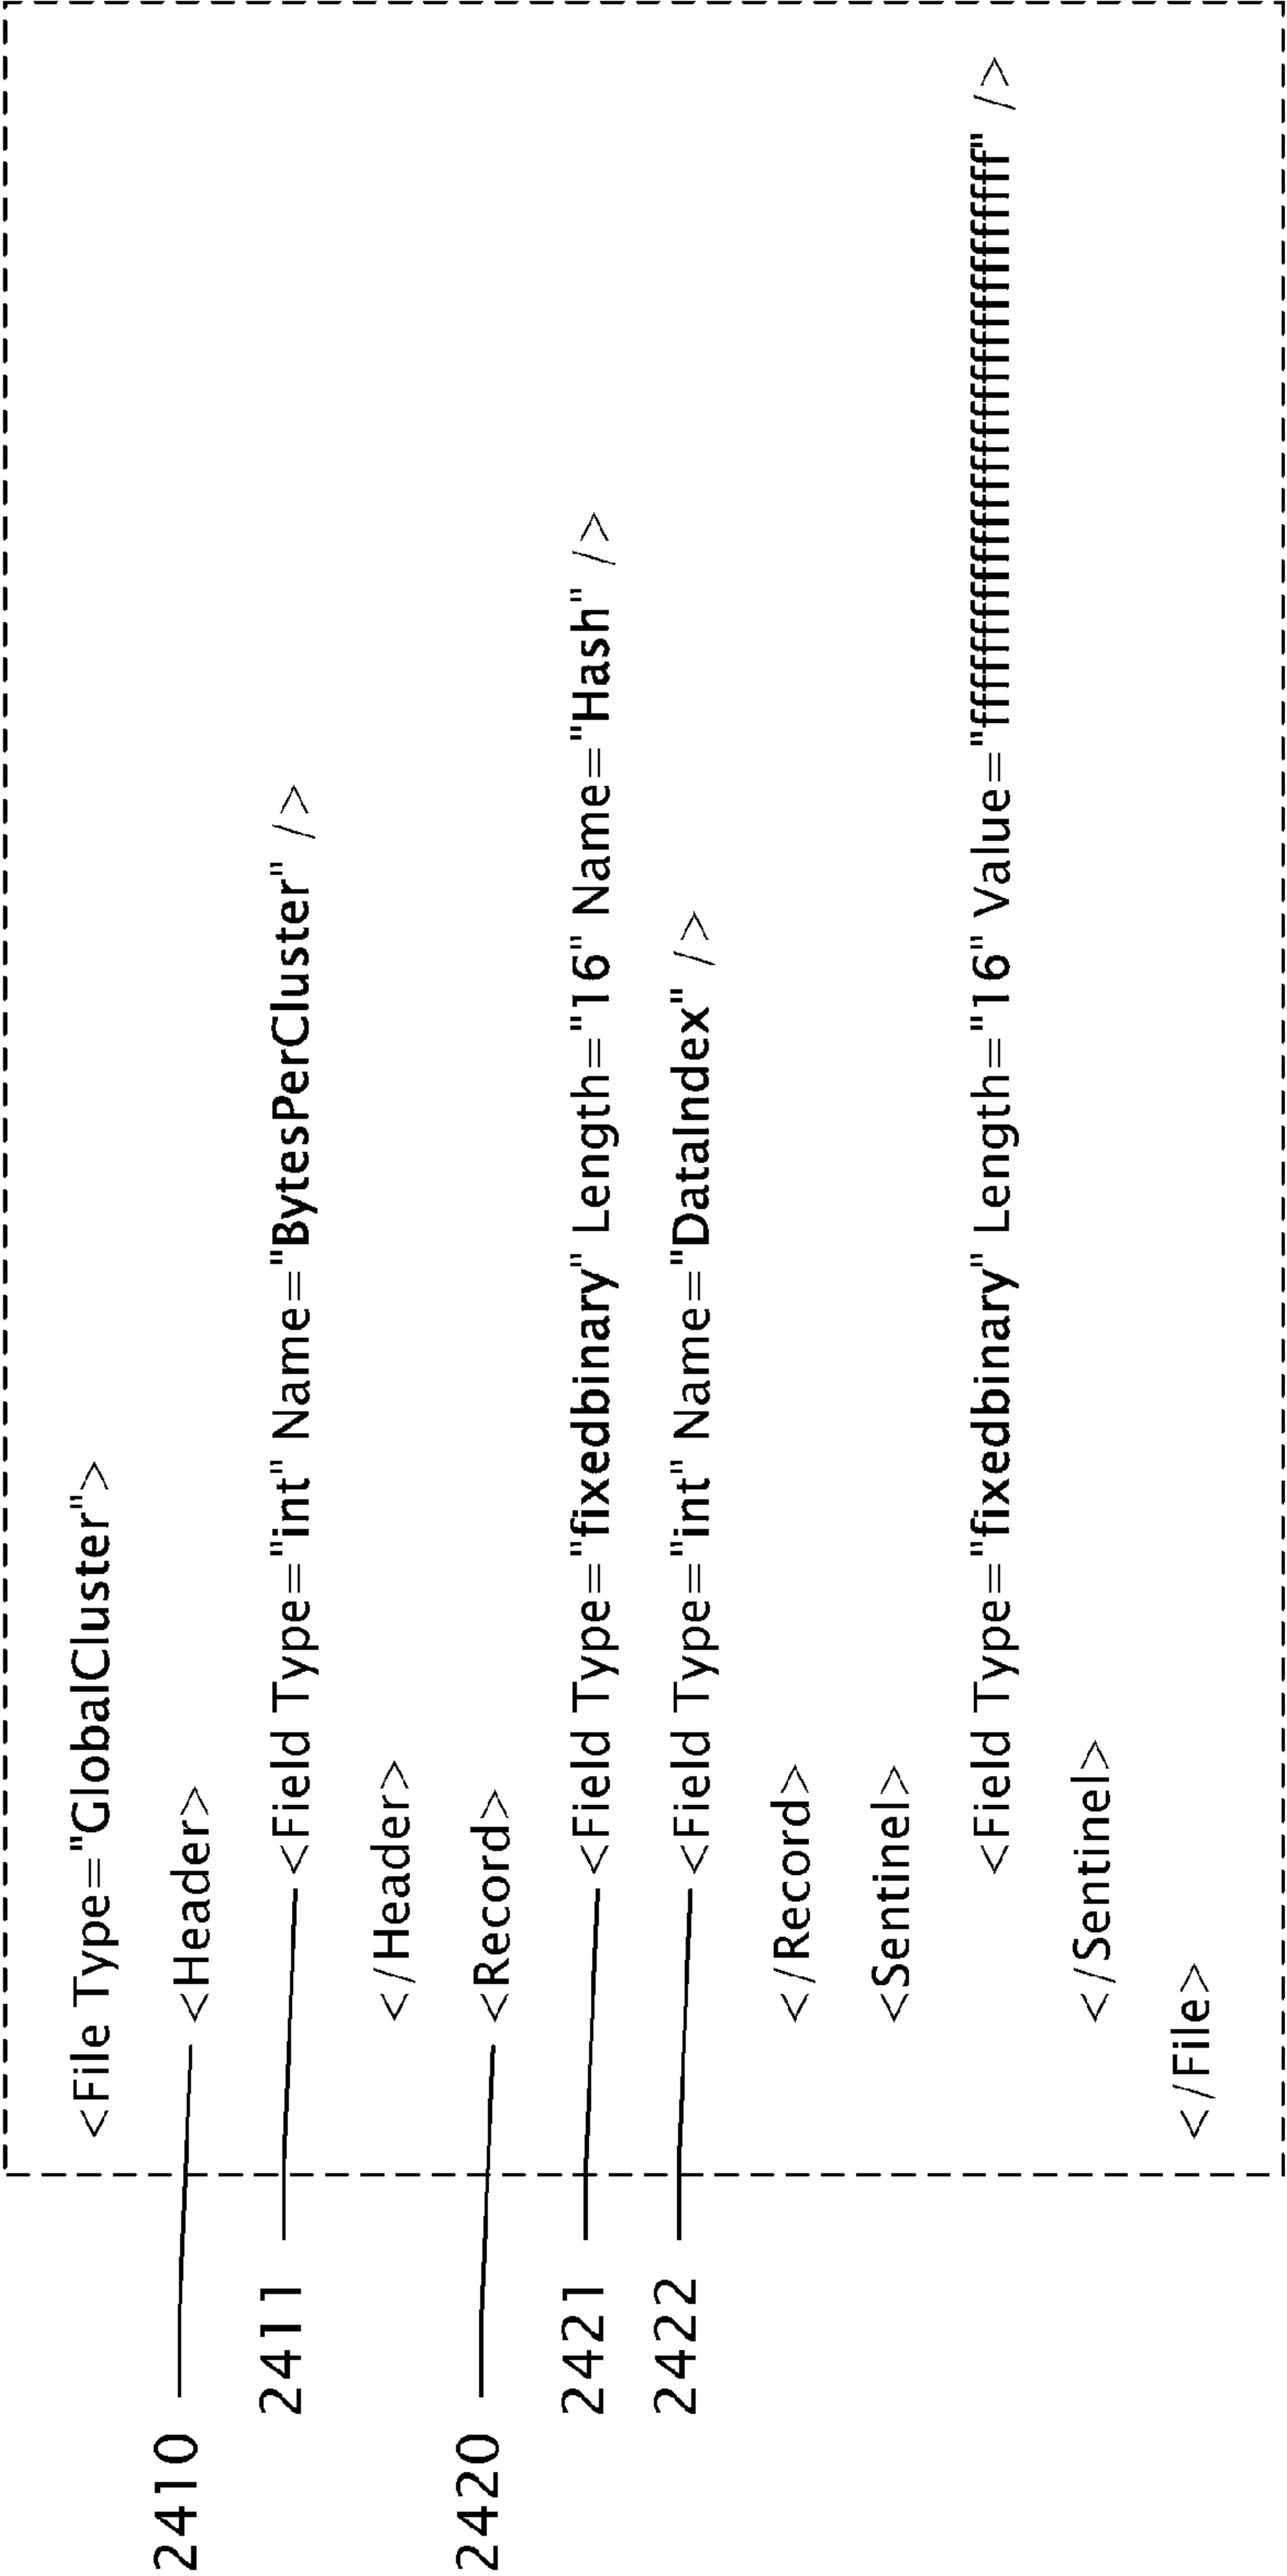 <File Type="GlobalCluster">
2410 <Header>
2411 <Field Type="int" Name="BytesPerCluster" />
</Header>
2420 <Record>
2421 <Field Type="fixedbinary" Length="16" Name="Hash" />
2422 <Field Type="int" Name="DataIndex" />
</Record>
<Sentinel>
<Field Type="fixedbinary" Length="16" Value="ffffffffffffffffffffffffffffffff" />
</Sentinel>
</File>